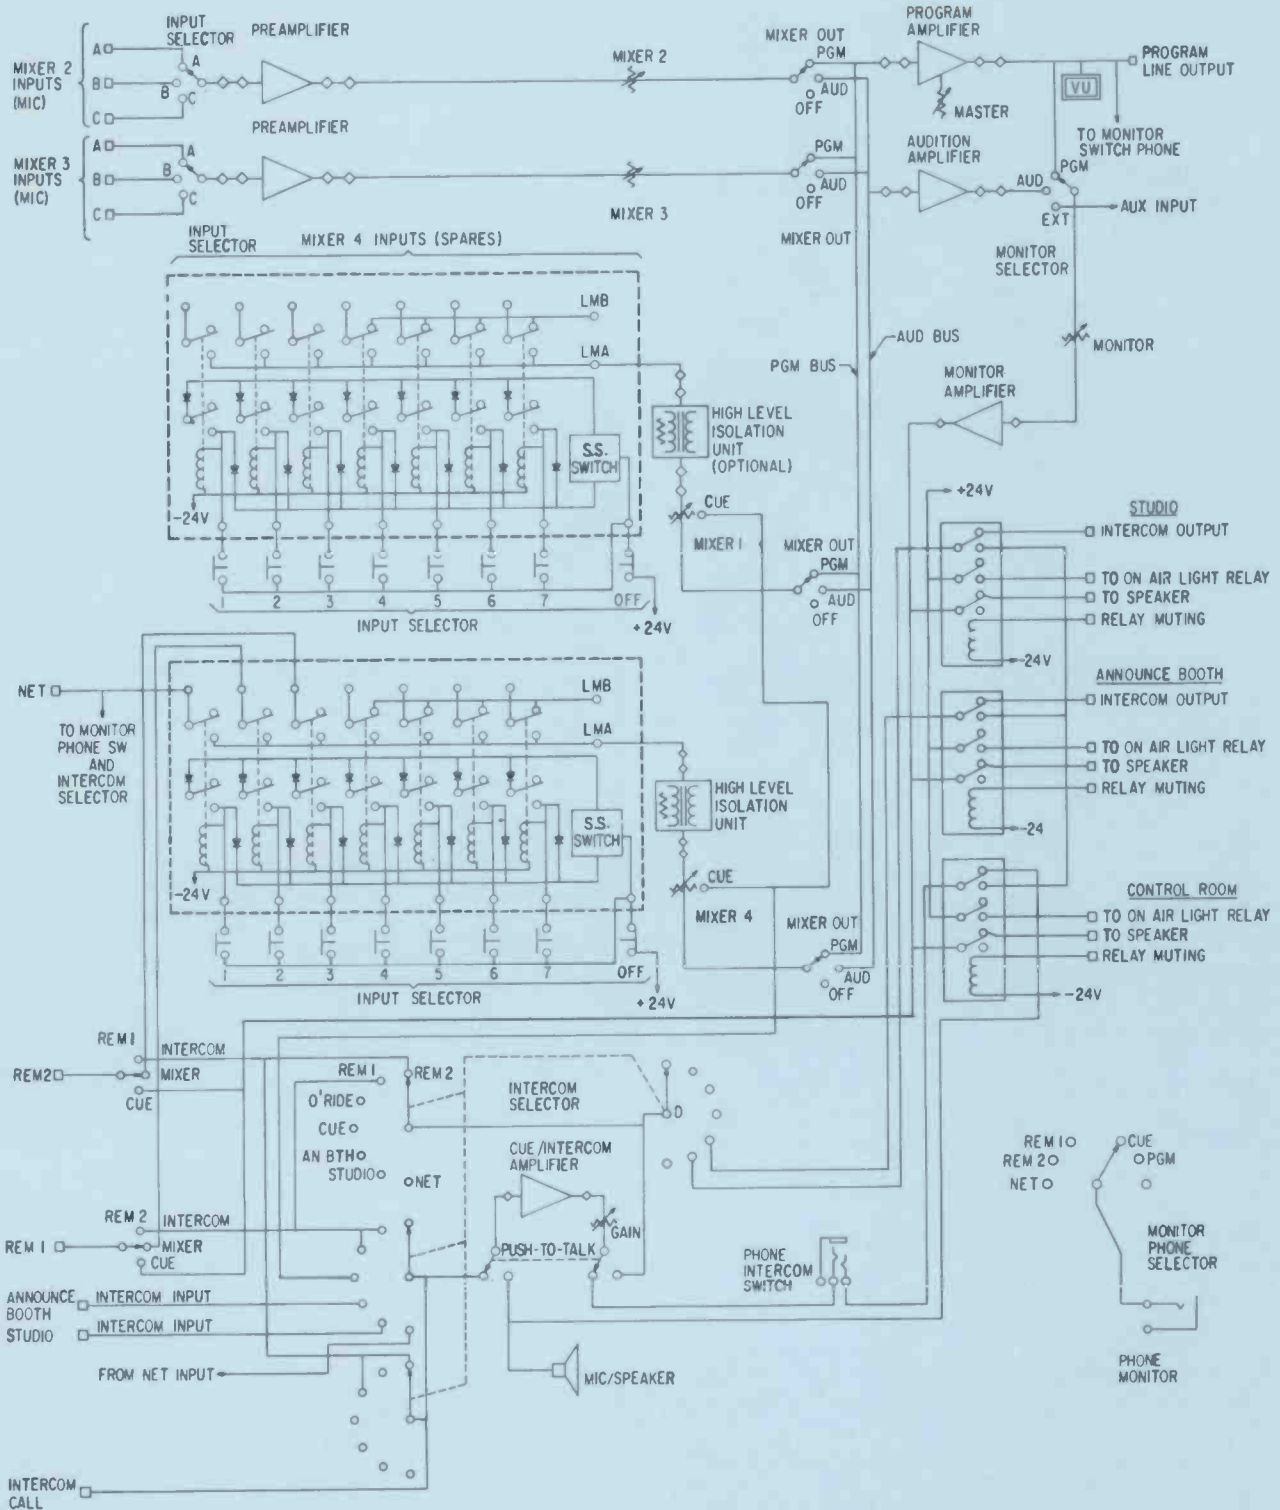 INPUT
SELECTOR
PREAMPLIFIER
A
A
MIXER 2
INPUTS
(MIC)
B
B
C
C
MIXER 2
MIXER OUT
PGM
AUD
OFF
PROGRAM
AMPLIFIER
MASTER
PROGRAM
LINE OUTPUT
VU
TO MONITOR
SWITCH PHONE
PREAMPLIFIER
A
A
MIXER 3
INPUTS
(MIC)
B
B
C
C
INPUT
SELECTOR
MIXER 3
PGM
AUD
OFF
MIXER OUT
AUDITION
AMPLIFIER
PGM
AUD
EXT
AUX INPUT
MONITOR
SELECTOR
MONITOR
MONITOR
AMPLIFIER
AUD BUS
PGM BUS
MIXER 4 INPUTS (SPARES)
LMB
LMA
S.S.
SWITCH
-24V
HIGH LEVEL
ISOLATION
UNIT
(OPTIONAL)
CUE
MIXER 1
MIXER OUT
PGM
AUD
OFF
1
2
3
4
5
6
7
OFF
INPUT SELECTOR
+24V
+24V
STUDIO
INTERCOM OUTPUT
TO ON AIR LIGHT RELAY
TO SPEAKER
RELAY MUTING
-24V
ANNOUNCE BOOTH
INTERCOM OUTPUT
TO ON AIR LIGHT RELAY
TO SPEAKER
RELAY MUTING
-24
CONTROL ROOM
TO ON AIR LIGHT RELAY
TO SPEAKER
RELAY MUTING
-24V
NET
TO MONITOR
PHONE SW
AND
INTERCOM
SELECTOR
LMB
LMA
S.S.
SWITCH
-24V
HIGH LEVEL
ISOLATION
UNIT
CUE
MIXER 4
MIXER OUT
PGM
AUD
OFF
1
2
3
4
5
6
7
OFF
INPUT SELECTOR
+24V
REM 1
INTERCOM
REM2
MIXER
CUE
REM 1
REM 2
O'RIDE
CUE
AN BTH
STUDIO
NET
INTERCOM
SELECTOR
D
CUE/INTERCOM
AMPLIFIER
GAIN
PUSH-TO-TALK
REM 2
INTERCOM
REM 1
MIXER
CUE
ANNOUNCE
BOOTH
INTERCOM INPUT
STUDIO
INTERCOM INPUT
FROM NET INPUT
MIC/SPEAKER
PHONE
INTERCOM
SWITCH
REM 1
CUE
REM 2
PGM
NET
MONITOR
PHONE
SELECTOR
PHONE
MONITOR
INTERCOM
CALL